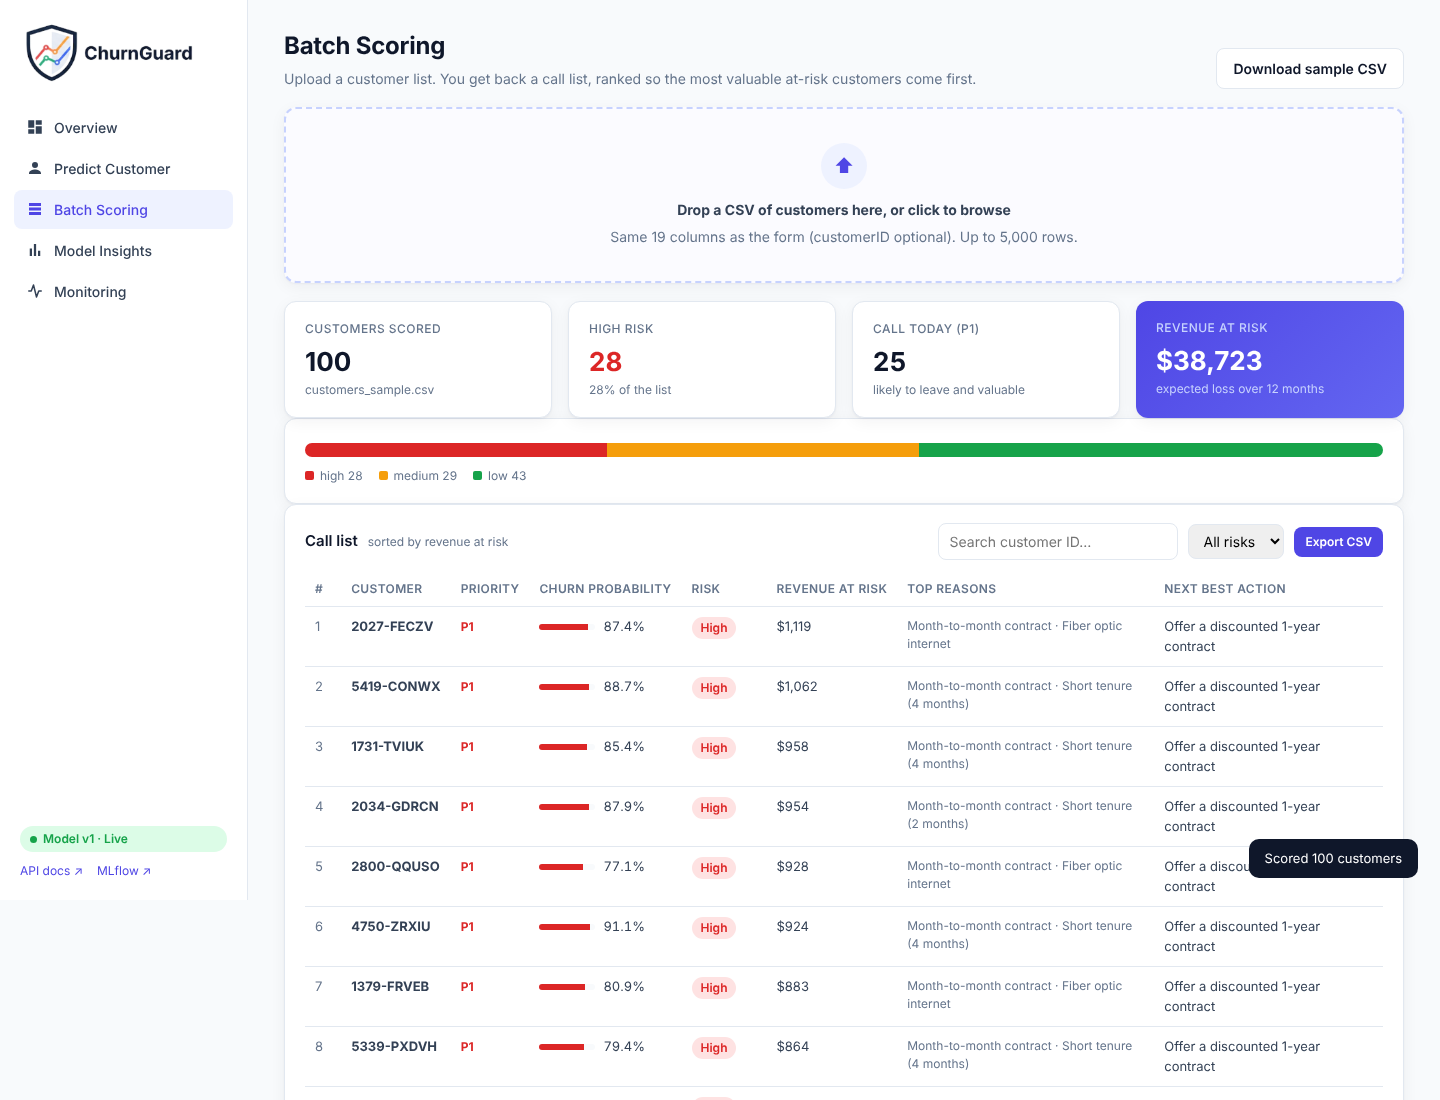 ChurnGuard
Overview
Predict Customer
Batch Scoring
Model Insights
Monitoring
Model v1 · Live
API docs ↗ MLflow ↗
Batch Scoring
Upload a customer list. You get back a call list, ranked so the most valuable at-risk customers come first.
Download sample CSV
Drop a CSV of customers here, or click to browse
Same 19 columns as the form (customerID optional). Up to 5,000 rows.
CUSTOMERS SCORED
100
customers_sample.csv
HIGH RISK
28
28% of the list
CALL TODAY (P1)
25
likely to leave and valuable
REVENUE AT RISK
$38,723
expected loss over 12 months
high 28 medium 29 low 43
Call list sorted by revenue at risk
Search customer ID...
All risks
Export CSV
# CUSTOMER PRIORITY CHURN PROBABILITY RISK REVENUE AT RISK TOP REASONS NEXT BEST ACTION
1 2027-FECZV P1 87.4% High $1,119 Month-to-month contract · Fiber optic Offer a discounted 1-year
internet contract
2 5419-CONWX P1 88.7% High $1,062 Month-to-month contract · Short tenure Offer a discounted 1-year
(4 months) contract
3 1731-TVIUK P1 85.4% High $958 Month-to-month contract · Short tenure Offer a discounted 1-year
(4 months) contract
4 2034-GDRCN P1 87.9% High $954 Month-to-month contract · Short tenure Offer a discounted 1-year
(2 months) contract
5 2800-QQUSO P1 77.1% High $928 Month-to-month contract · Fiber optic Offer a
internet contract
Scored 100 customers
6 4750-ZRXIU P1 91.1% High $924 Month-to-month contract · Short tenure Offer a discounted 1-year
(4 months) contract
7 1379-FRVEB P1 80.9% High $883 Month-to-month contract · Fiber optic Offer a discounted 1-year
internet contract
8 5339-PXDVH P1 79.4% High $864 Month-to-month contract · Short tenure Offer a discounted 1-year
(4 months) contract